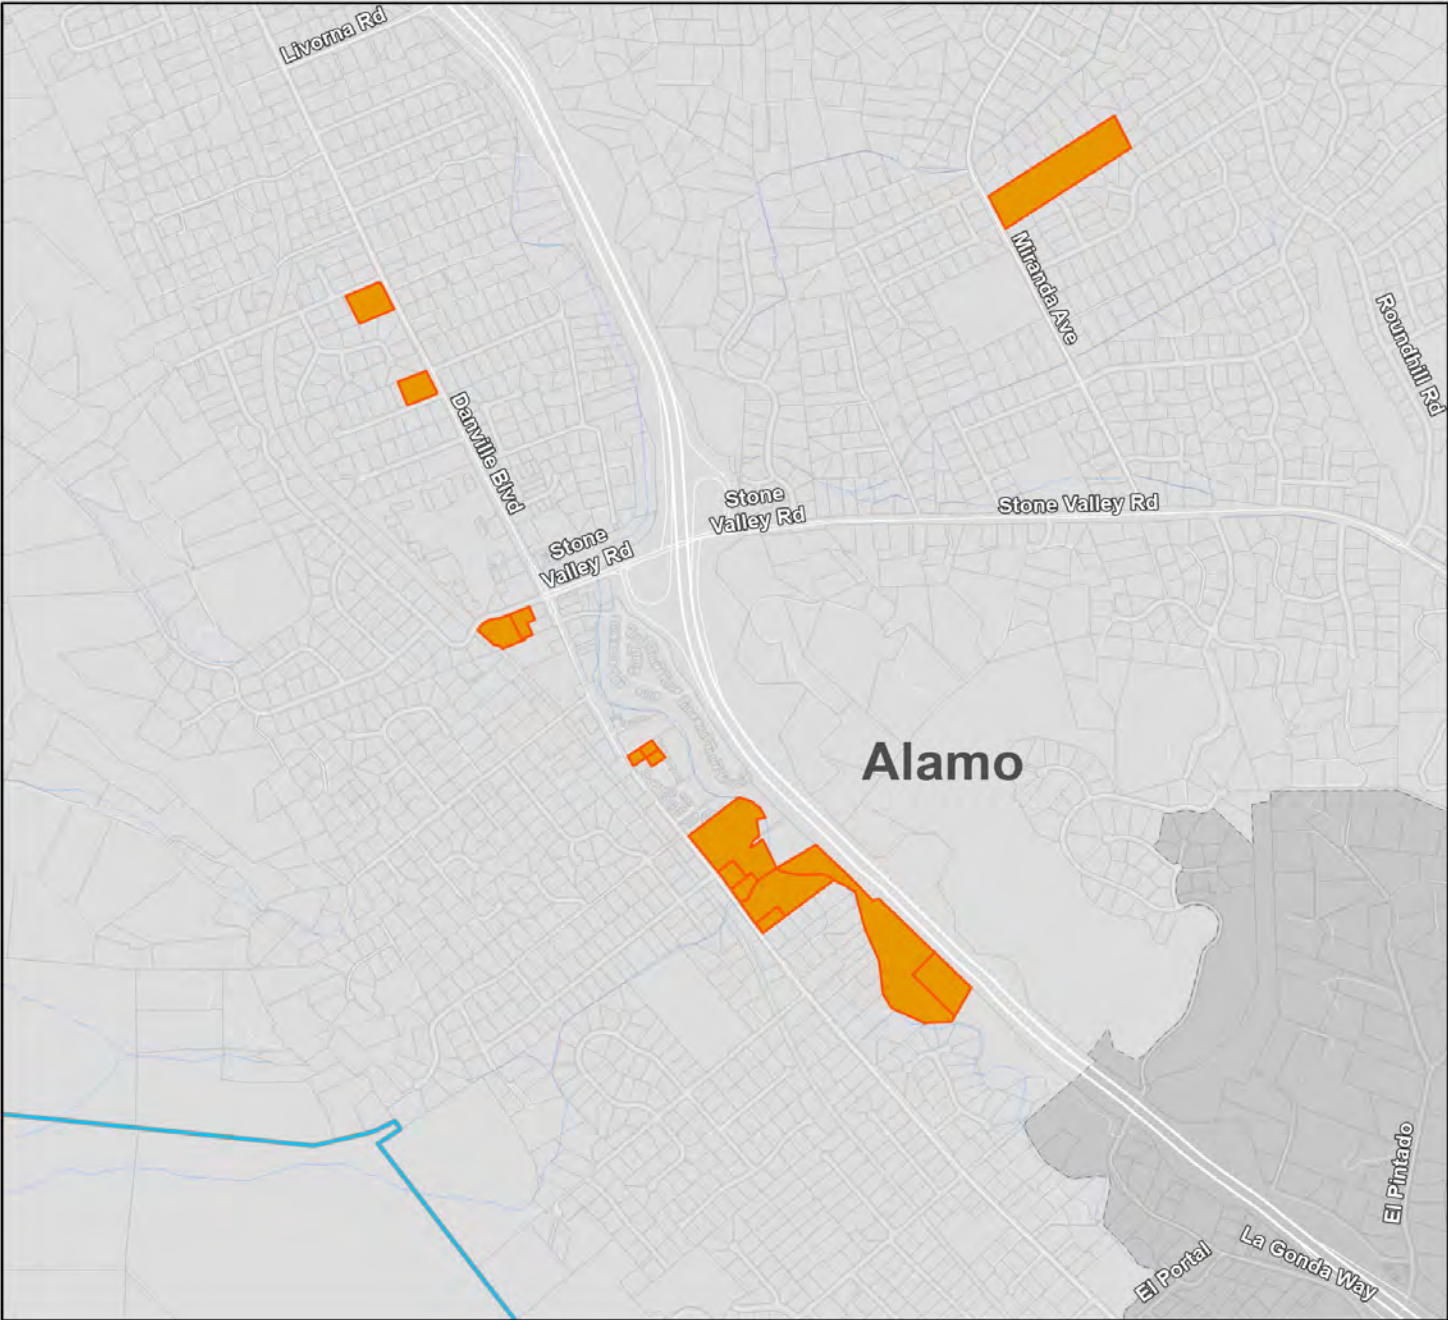 Livorna Rd
Miranda Ave
Roundhill Rd
Danville Blvd
Stone
Valley Rd
Stone Valley Rd
Stone
Valley Rd
Alamo
El Pintado
La Gonda Way
El Portal